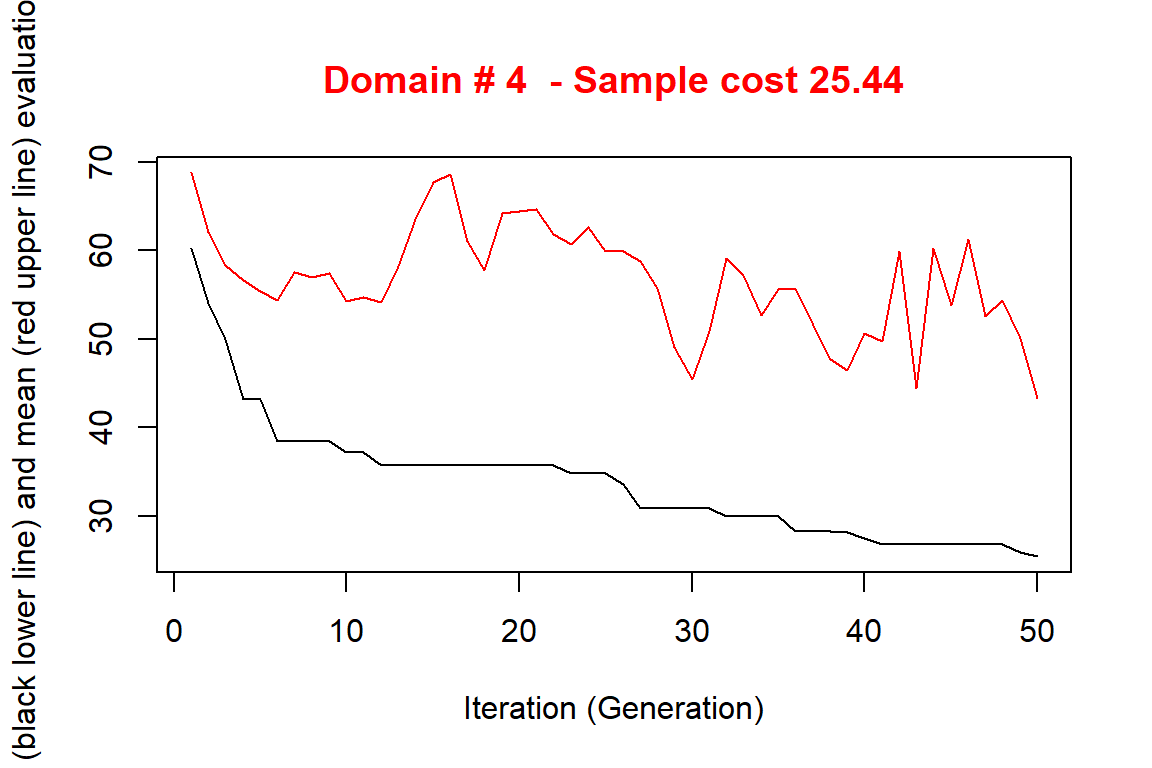 Domain # 4  - Sample cost 25.44
(black lower line) and mean (red upper line) evaluatio
70
60
50
40
30
0 10 20 30 40 50
Iteration (Generation)